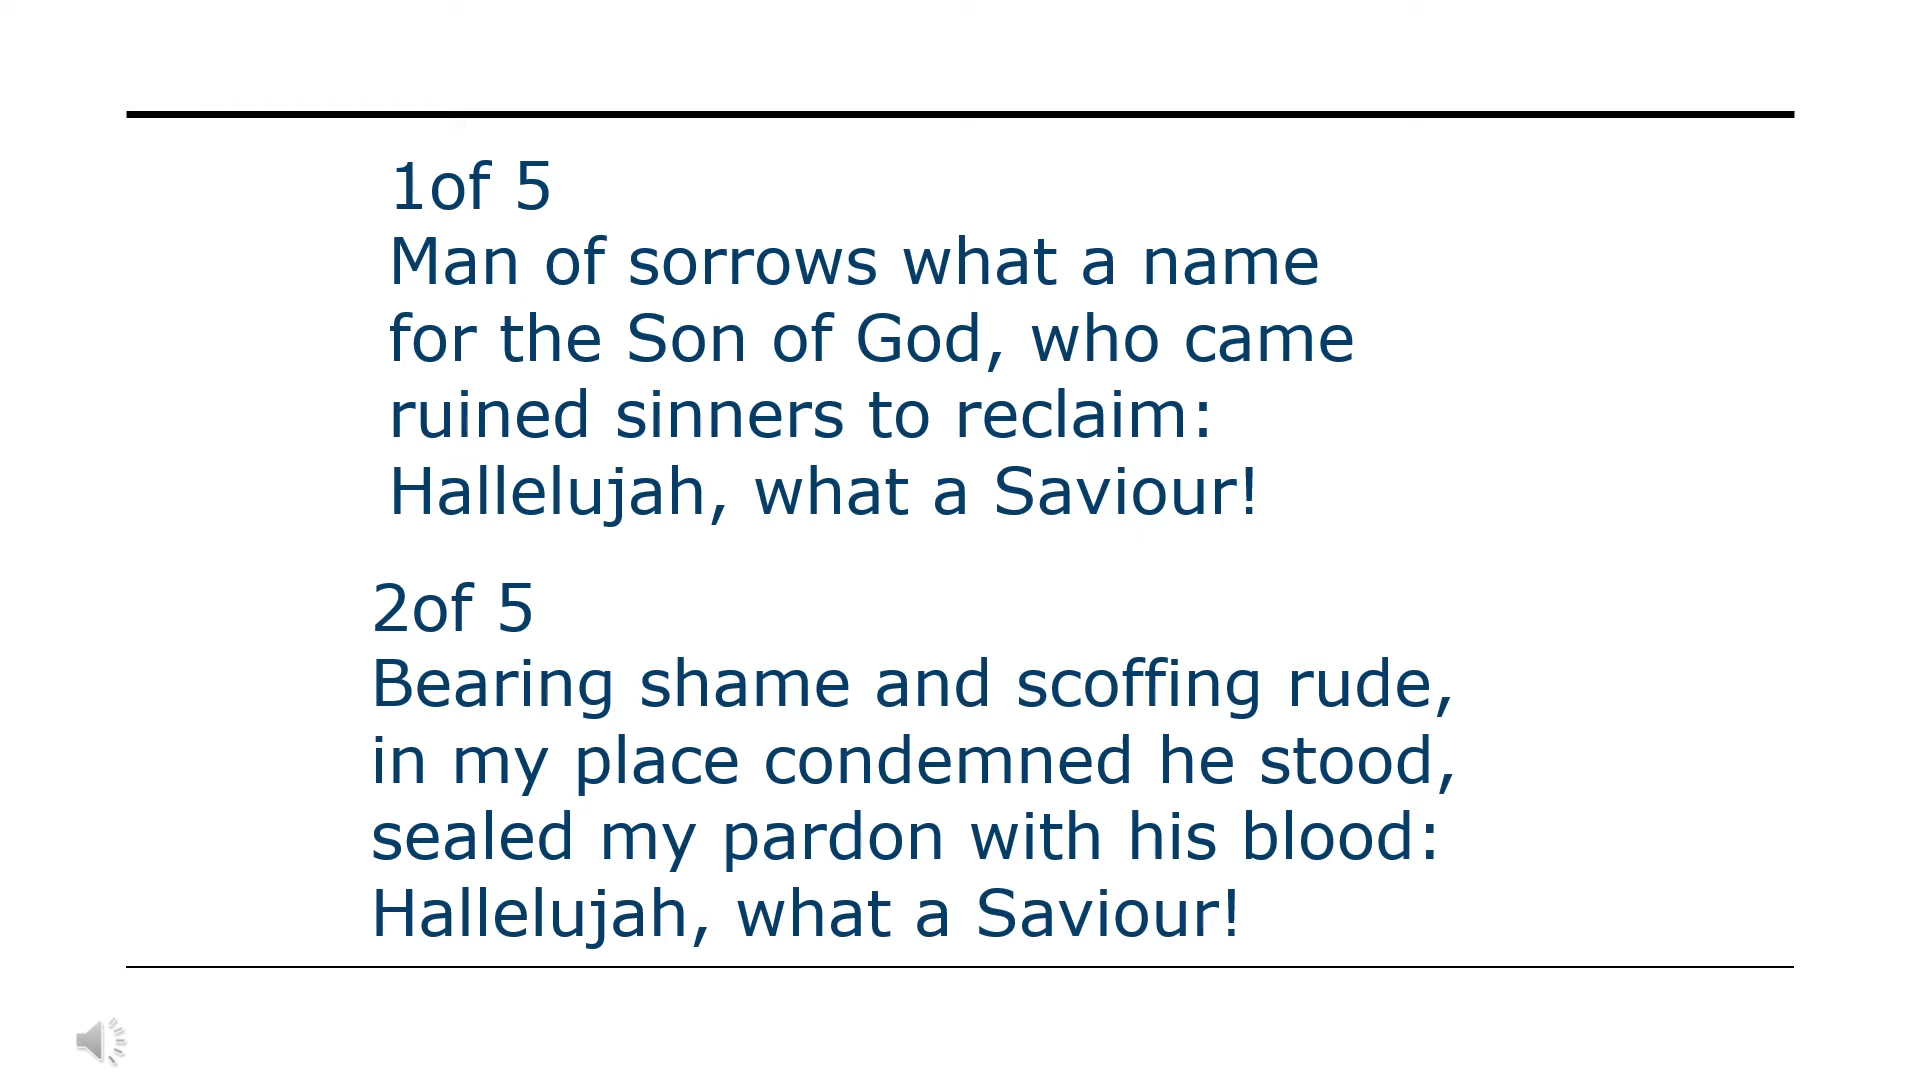 1of 5
Man of sorrows what a name
for the Son of God, who came
ruined sinners to reclaim:
Hallelujah, what a Saviour!
2of 5
Bearing shame and scoffing rude,
in my place condemned he stood,
sealed my pardon with his blood:
Hallelujah, what a Saviour!